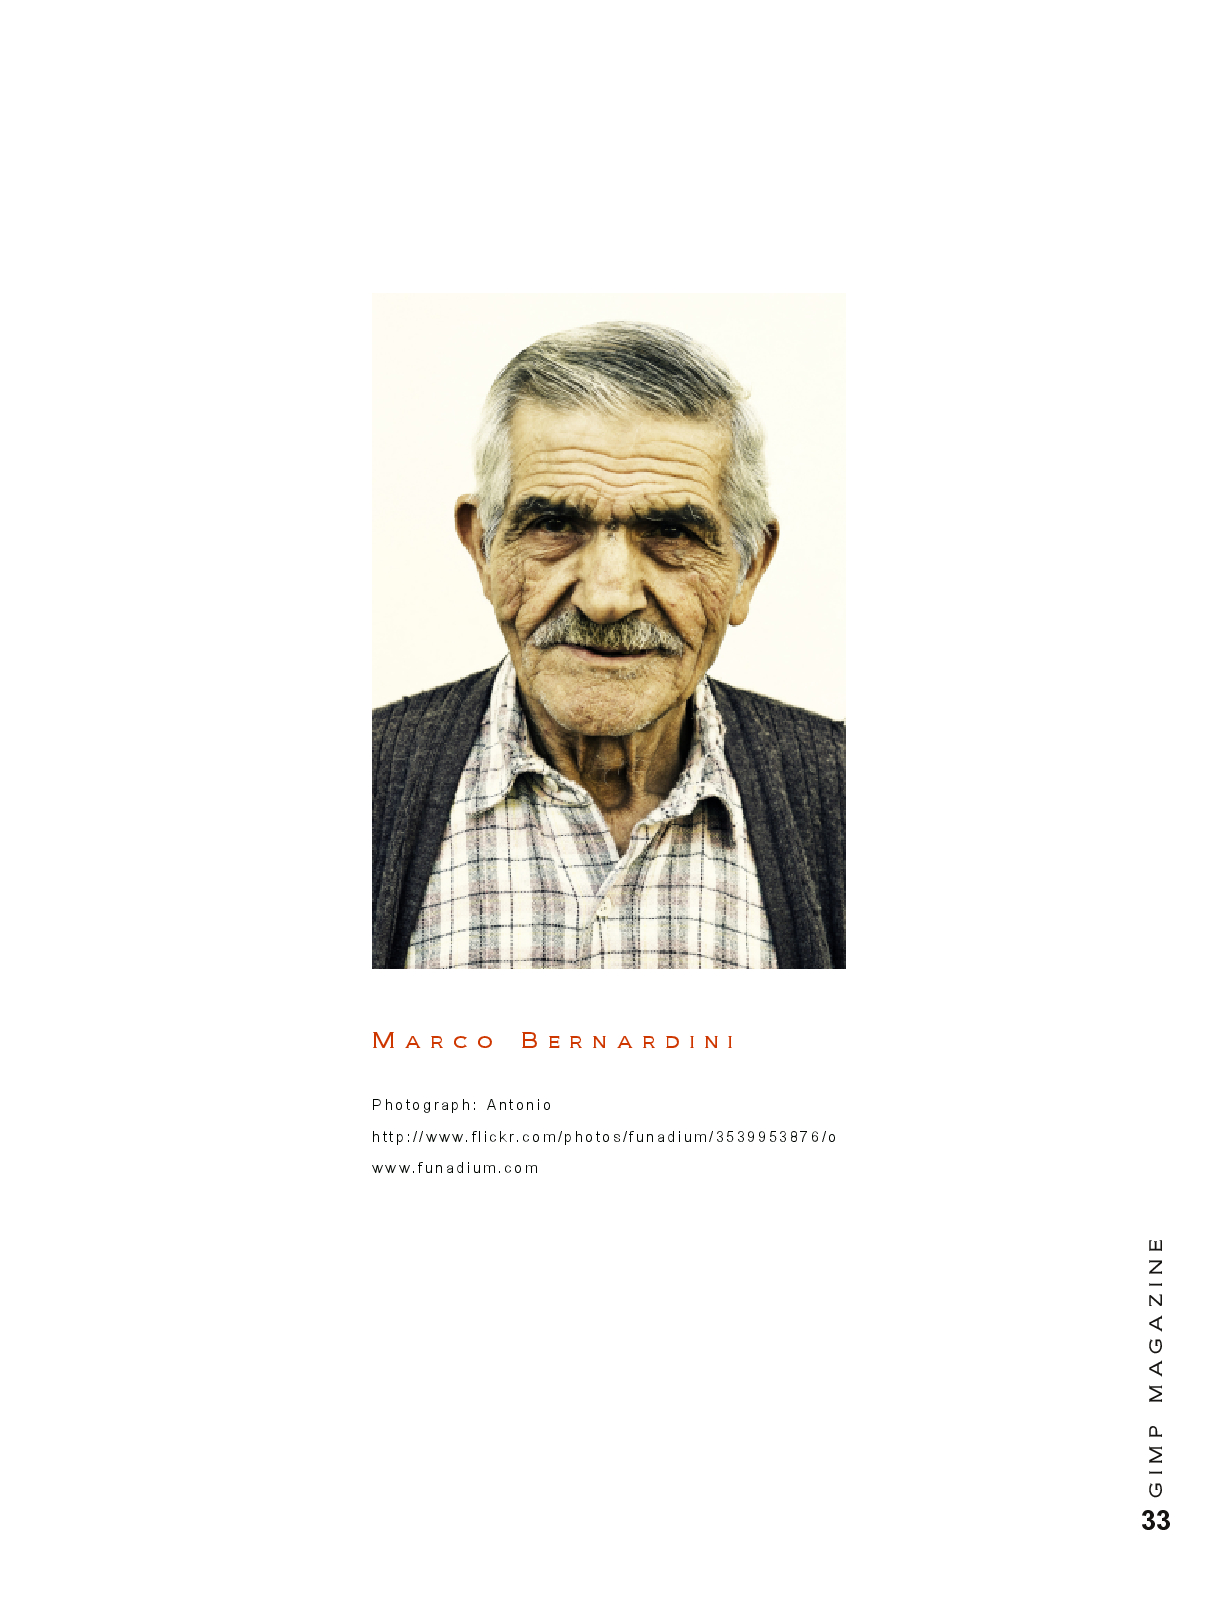 MARCO BERNARDINI
Photograph: Antonio
http://www.flickr.com/photos/funadium/3539953876/o
www.funadium.com
GIMP MAGAZINE
33